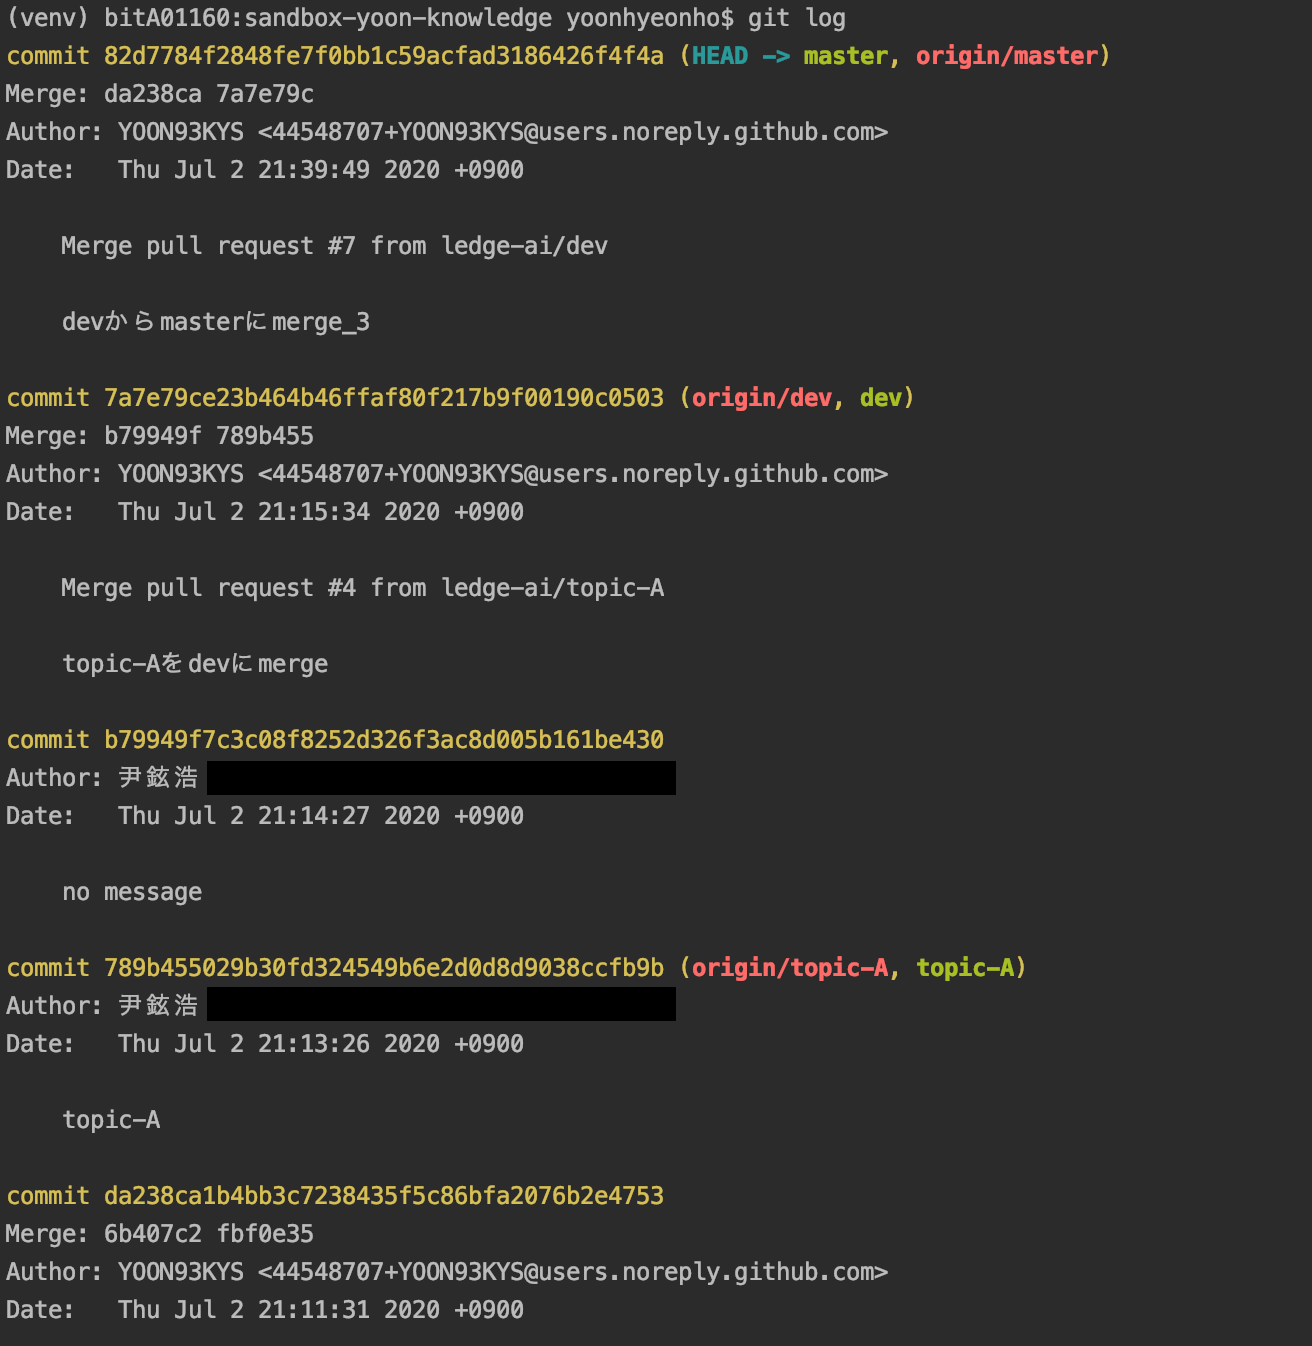 (venv) bitA01160:sandbox-yoon-knowledge yoonhyeonho$ git log
commit 82d7784f2848fe7f0bb1c59acfad3186426f4f4a (HEAD -> master, origin/master)
Merge: da238ca 7a7e79c
Author: YOON93KYS <44548707+YOON93KYS@users.noreply.github.com>
Date:   Thu Jul 2 21:39:49 2020 +0900
Merge pull request #7 from ledge-ai/dev
devからmasterにmerge_3
commit 7a7e79ce23b464b46ffaf80f217b9f00190c0503 (origin/dev, dev)
Merge: b79949f 789b455
Author: YOON93KYS <44548707+YOON93KYS@users.noreply.github.com>
Date:   Thu Jul 2 21:15:34 2020 +0900
Merge pull request #4 from ledge-ai/topic-A
topic-Aをdevにmerge
commit b79949f7c3c08f8252d326f3ac8d005b161be430
Author: 尹鉉浩
Date:   Thu Jul 2 21:14:27 2020 +0900
no message
commit 789b455029b30fd324549b6e2d0d8d9038ccfb9b (origin/topic-A, topic-A)
Author: 尹鉉浩
Date:   Thu Jul 2 21:13:26 2020 +0900
topic-A
commit da238ca1b4bb3c7238435f5c86bfa2076b2e4753
Merge: 6b407c2 fbf0e35
Author: YOON93KYS <44548707+YOON93KYS@users.noreply.github.com>
Date:   Thu Jul 2 21:11:31 2020 +0900